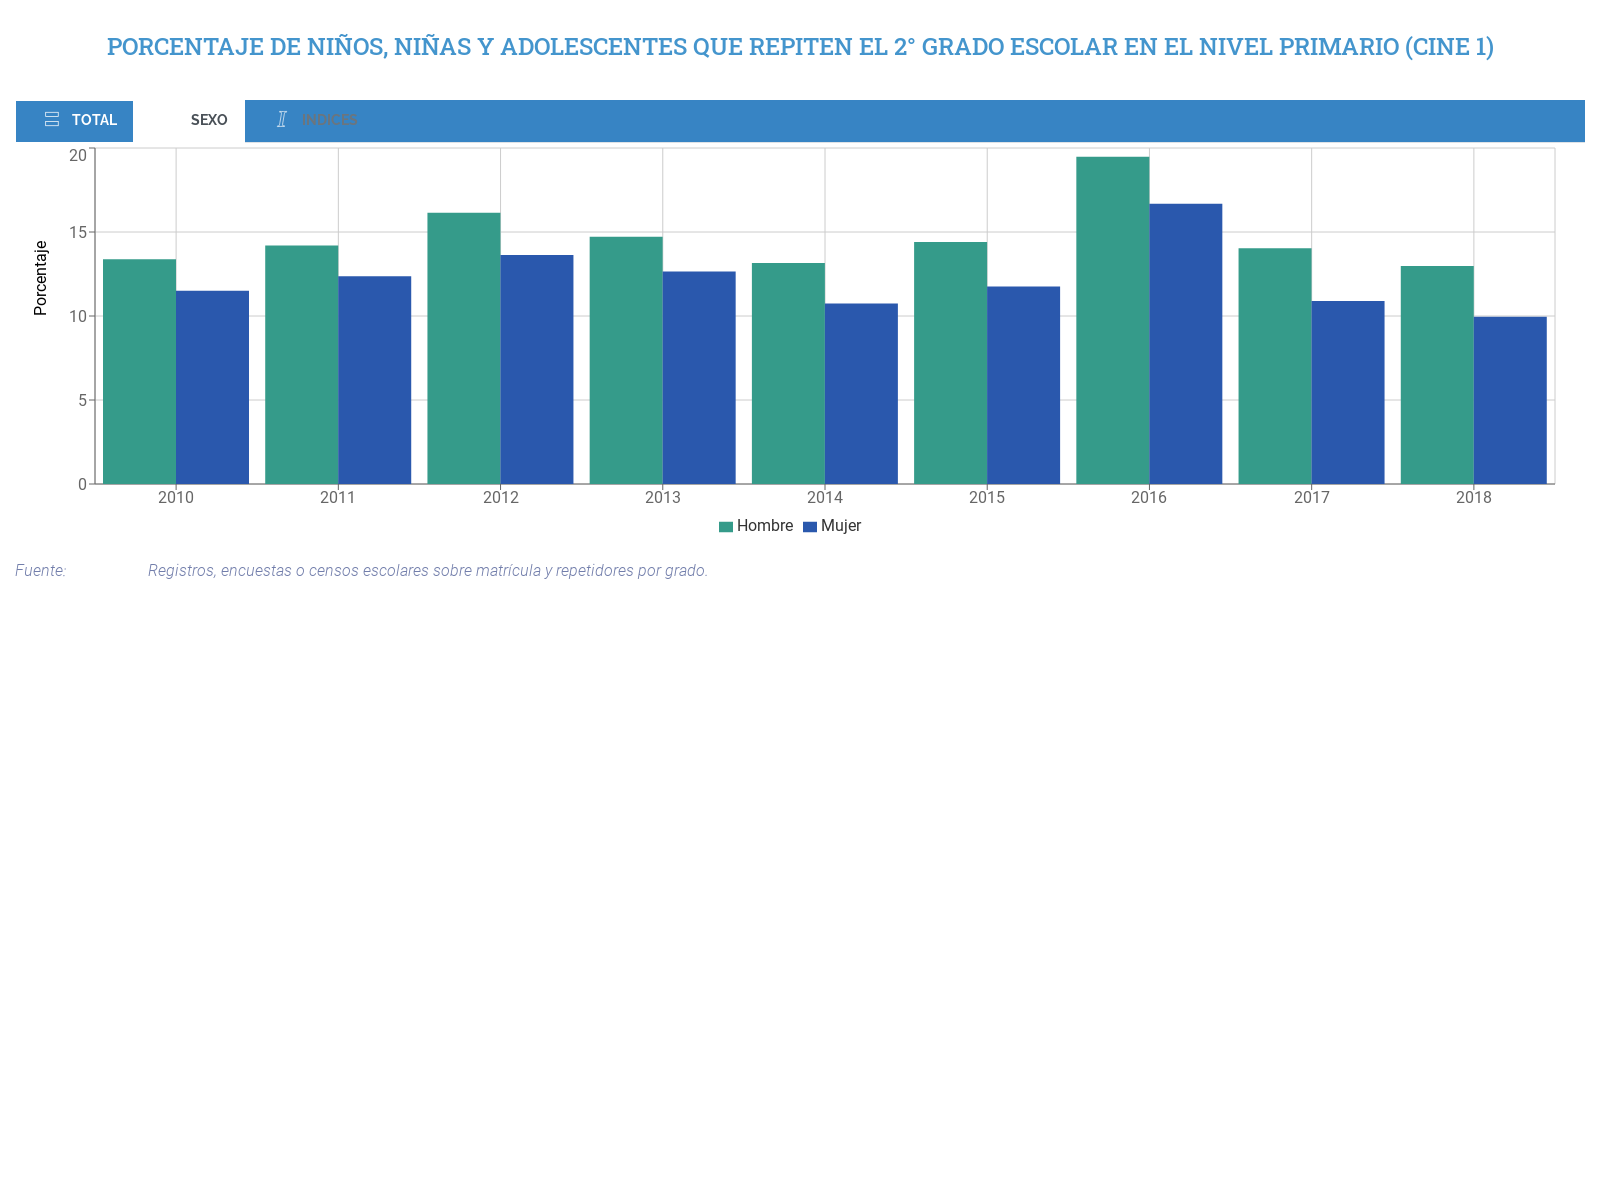 PORCENTAJE DE NIÑOS, NIÑAS Y ADOLESCENTES QUE REPITEN EL 2° GRADO ESCOLAR EN EL NIVEL PRIMARIO (CINE 1)
TOTAL SEXO INDICES
20
15
10
5
0
Porcentaje
2010 2011 2012 2013 2014 2015 2016 2017 2018
Hombre Mujer
Fuente: Registros, encuestas o censos escolares sobre matrícula y repetidores por grado.